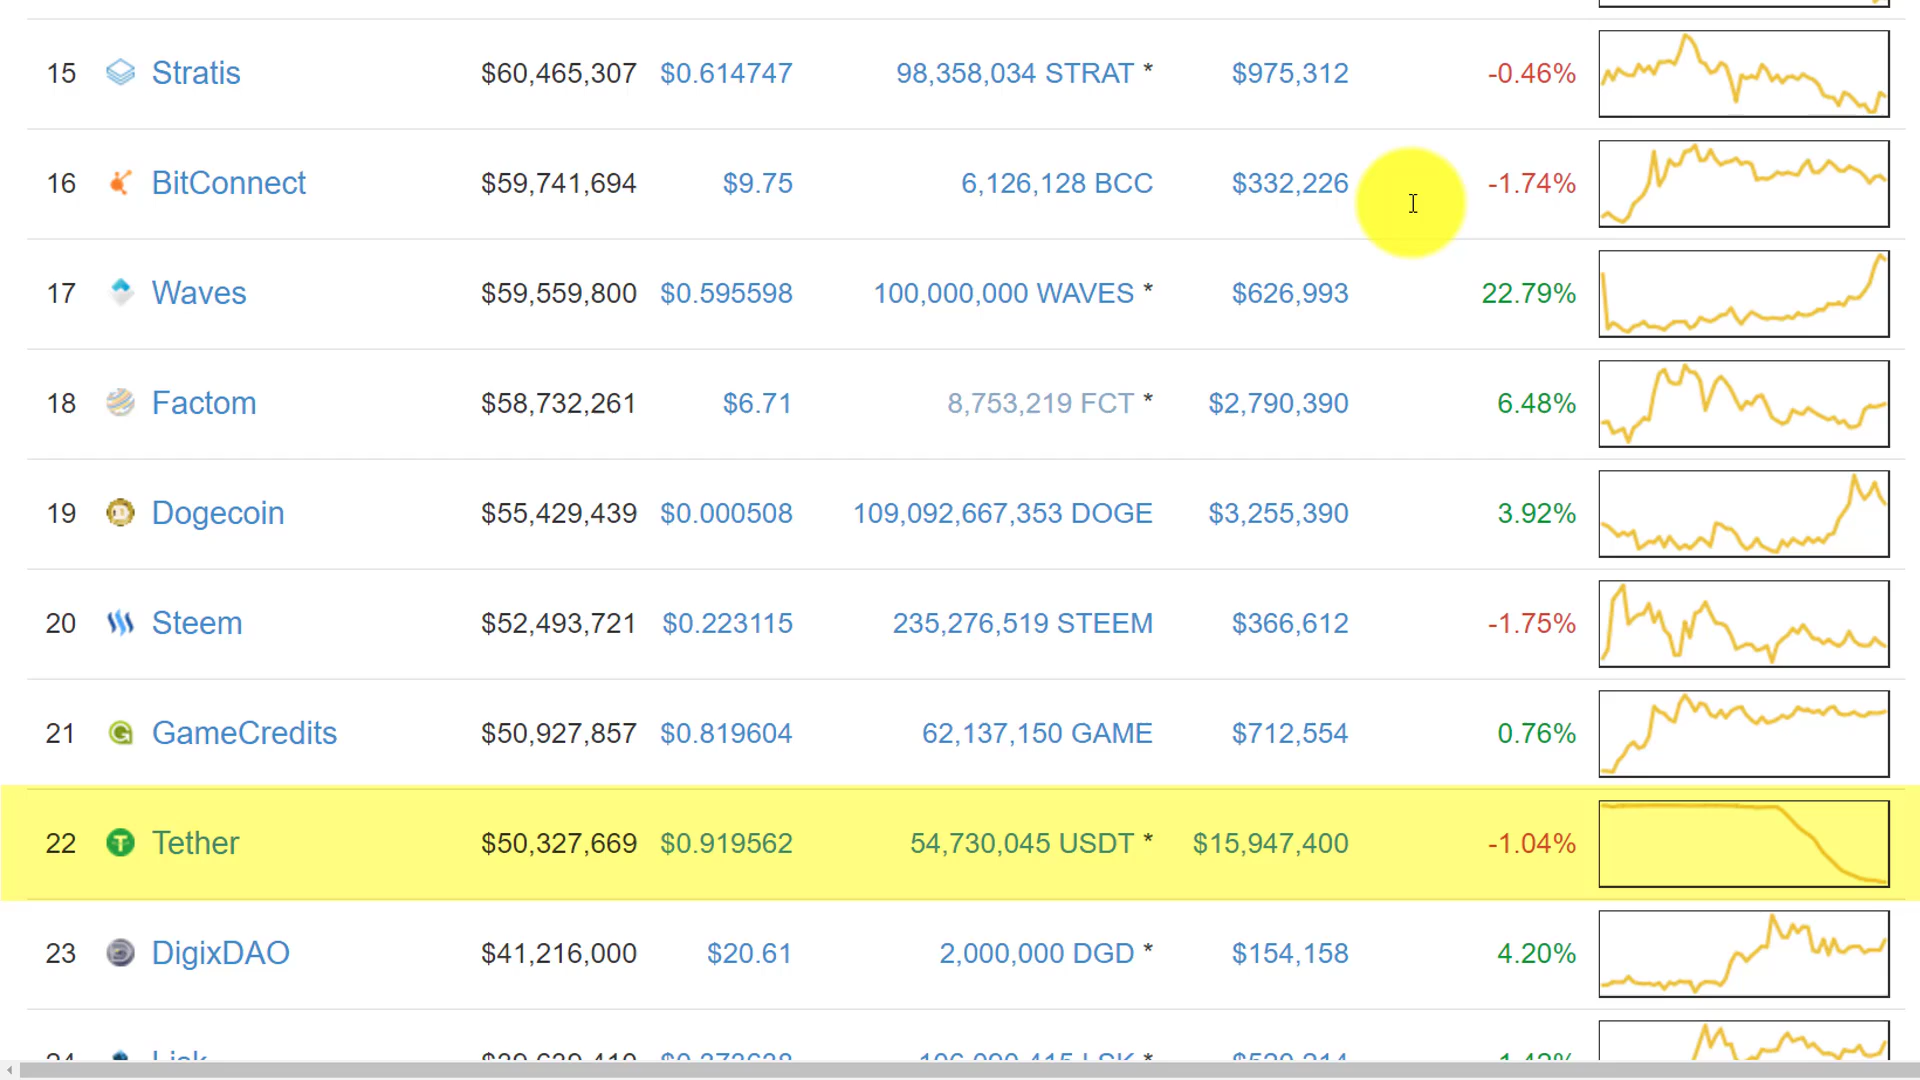 15 Stratis $60,465,307 $0.614747 98,358,034 STRAT * $975,312 -0.46%
16 BitConnect $59,741,694 $9.75 6,126,128 BCC $332,226 -1.74%
17 Waves $59,559,800 $0.595598 100,000,000 WAVES * $626,993 22.79%
18 Factom $58,732,261 $6.71 8,753,219 FCT * $2,790,390 6.48%
19 Dogecoin $55,429,439 $0.000508 109,092,667,353 DOGE $3,255,390 3.92%
20 Steem $52,493,721 $0.223115 235,276,519 STEEM $366,612 -1.75%
21 GameCredits $50,927,857 $0.819604 62,137,150 GAME $712,554 0.76%
22 Tether $50,327,669 $0.919562 54,730,045 USDT * $15,947,400 -1.04%
23 DigixDAO $41,216,000 $20.61 2,000,000 DGD * $154,158 4.20%
24 Lisk